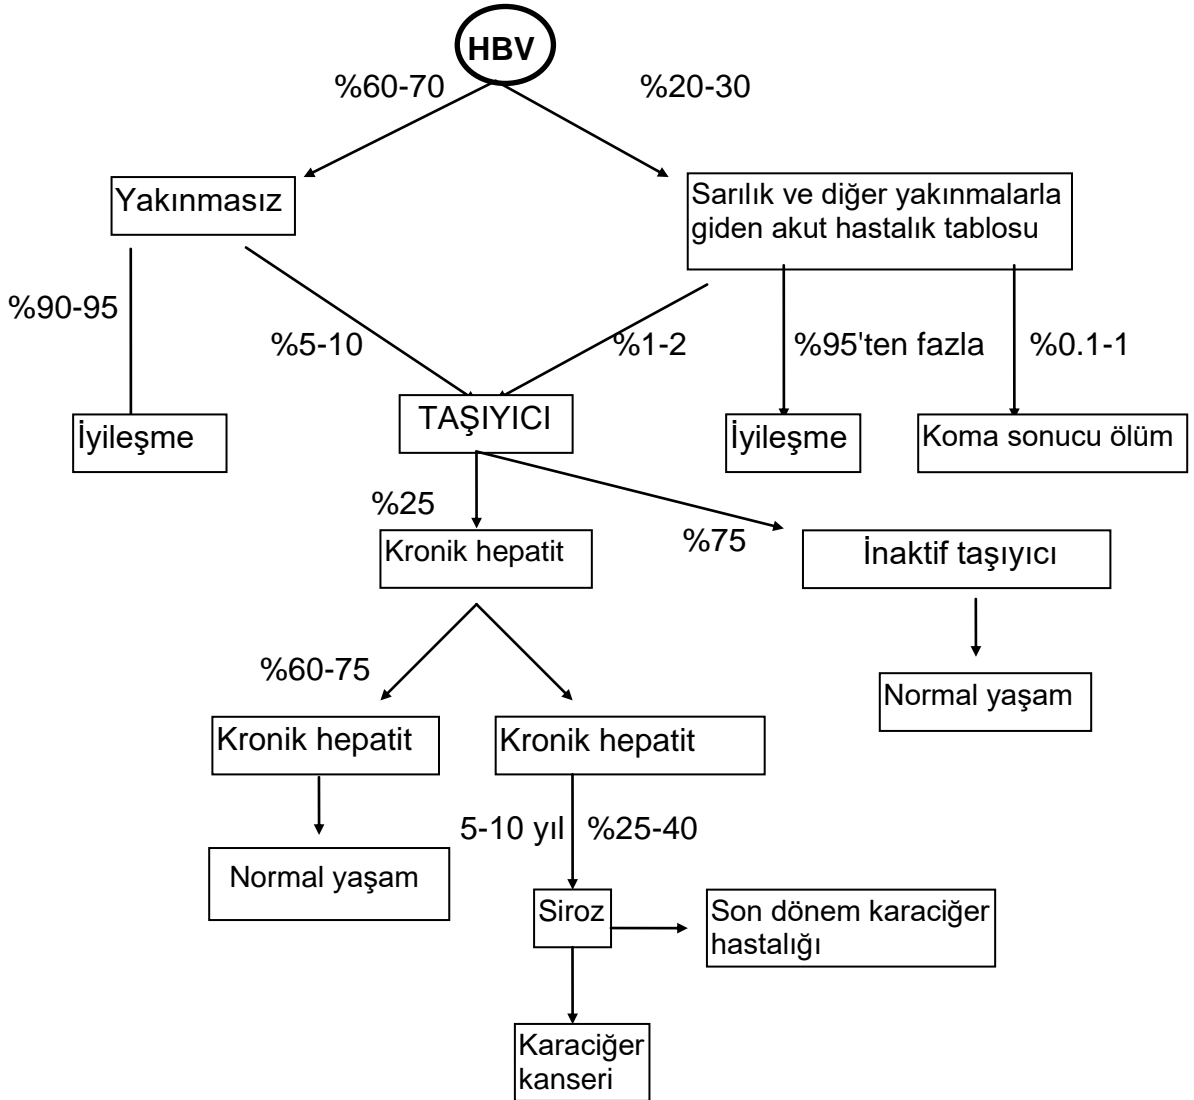 HBV
%60-70
%20-30
Yakınmasız
Sarılık ve diğer yakınmalarla
giden akut hastalık tablosu
%90-95
%5-10
%1-2
%95'ten fazla
%0.1-1
İyileşme
TAŞIYICI
İyileşme
Koma sonucu ölüm
%25
%75
Kronik hepatit
İnaktif taşıyıcı
%60-75
Normal yaşam
Kronik hepatit
Kronik hepatit
5-10 yıl
%25-40
Normal yaşam
Siroz
Son dönem karaciğer
hastalığı
Karaciğer
kanseri